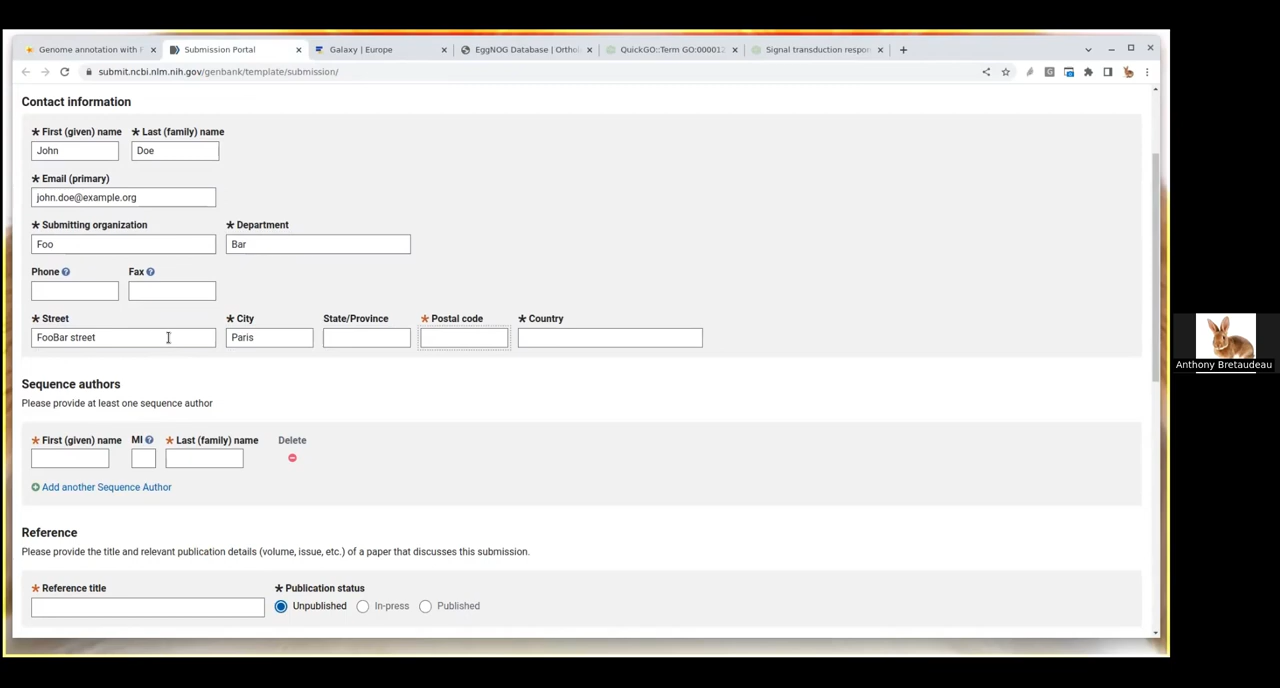 Genome annotation with F
Submission Portal
Galaxy | Europe
EggNOG Database | Ortho
QuickGO::Term GO:000012
Signal transduction respon
submit.ncbi.nlm.nih.gov/genbank/template/submission/
Contact information
* First (given) name * Last (family) name
John Doe
* Email (primary)
john.doe@example.org
* Submitting organization * Department
Foo Bar
Phone ? Fax ?
* Street * City State/Province * Postal code * Country
FooBar street Paris
Sequence authors
Please provide at least one sequence author
* First (given) name MI ? * Last (family) name Delete
Add another Sequence Author
Reference
Please provide the title and relevant publication details (volume, issue, etc.) of a paper that discusses this submission.
* Reference title * Publication status
Unpublished In-press Published
Anthony Bretaudeau